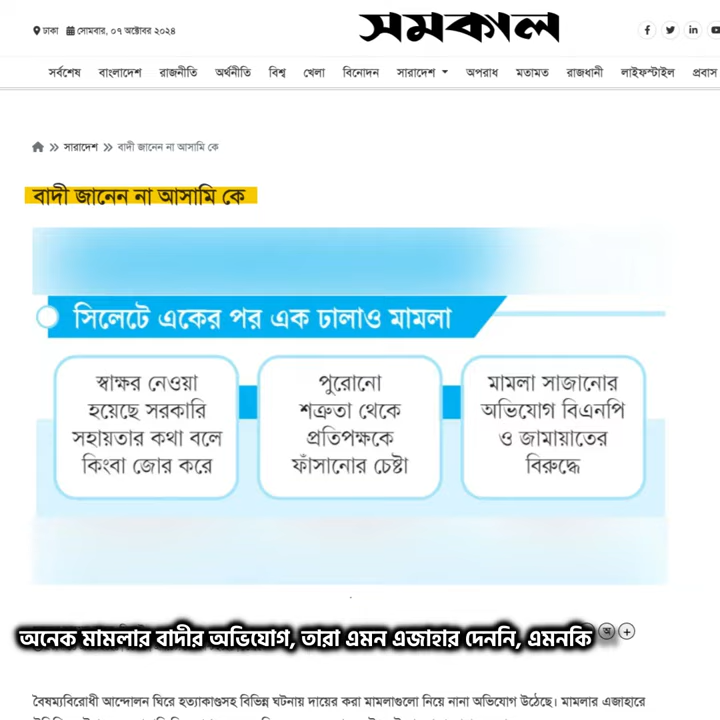 ঢাকা সোমবার, ০৭ অক্টোবর ২০২৪
সমকাল
সর্বশেষ বাংলাদেশ রাজনীতি অর্থনীতি বিশ্ব খেলা বিনোদন সারাদেশ অপরাধ মতামত রাজধানী লাইফস্টাইল প্রবাস
সারাদেশ বাদী জানেন না আসামি কে
বাদী জানেন না আসামি কে
সিলেটে একের পর এক ঢালাও মামলা
স্বাক্ষর নেওয়া
হয়েছে সরকারি
সহায়তার কথা বলে
কিংবা জোর করে
পুরোনো
শত্রুতা থেকে
প্রতিপক্ষকে
ফাঁসানোর চেষ্টা
মামলা সাজানোর
অভিযোগ বিএনপি
ও জামায়াতের
বিরুদ্ধে
অনেক মামলার বাদীর অভিযোগ, তারা এমন এজাহার দেননি, এমনকি
অ
বৈষম্যবিরোধী আন্দোলন ঘিরে হত্যাকাণ্ডসহ বিভিন্ন ঘটনায় দায়ের করা মামলাগুলো নিয়ে নানা অভিযোগ উঠেছে। মামলার এজাহারে